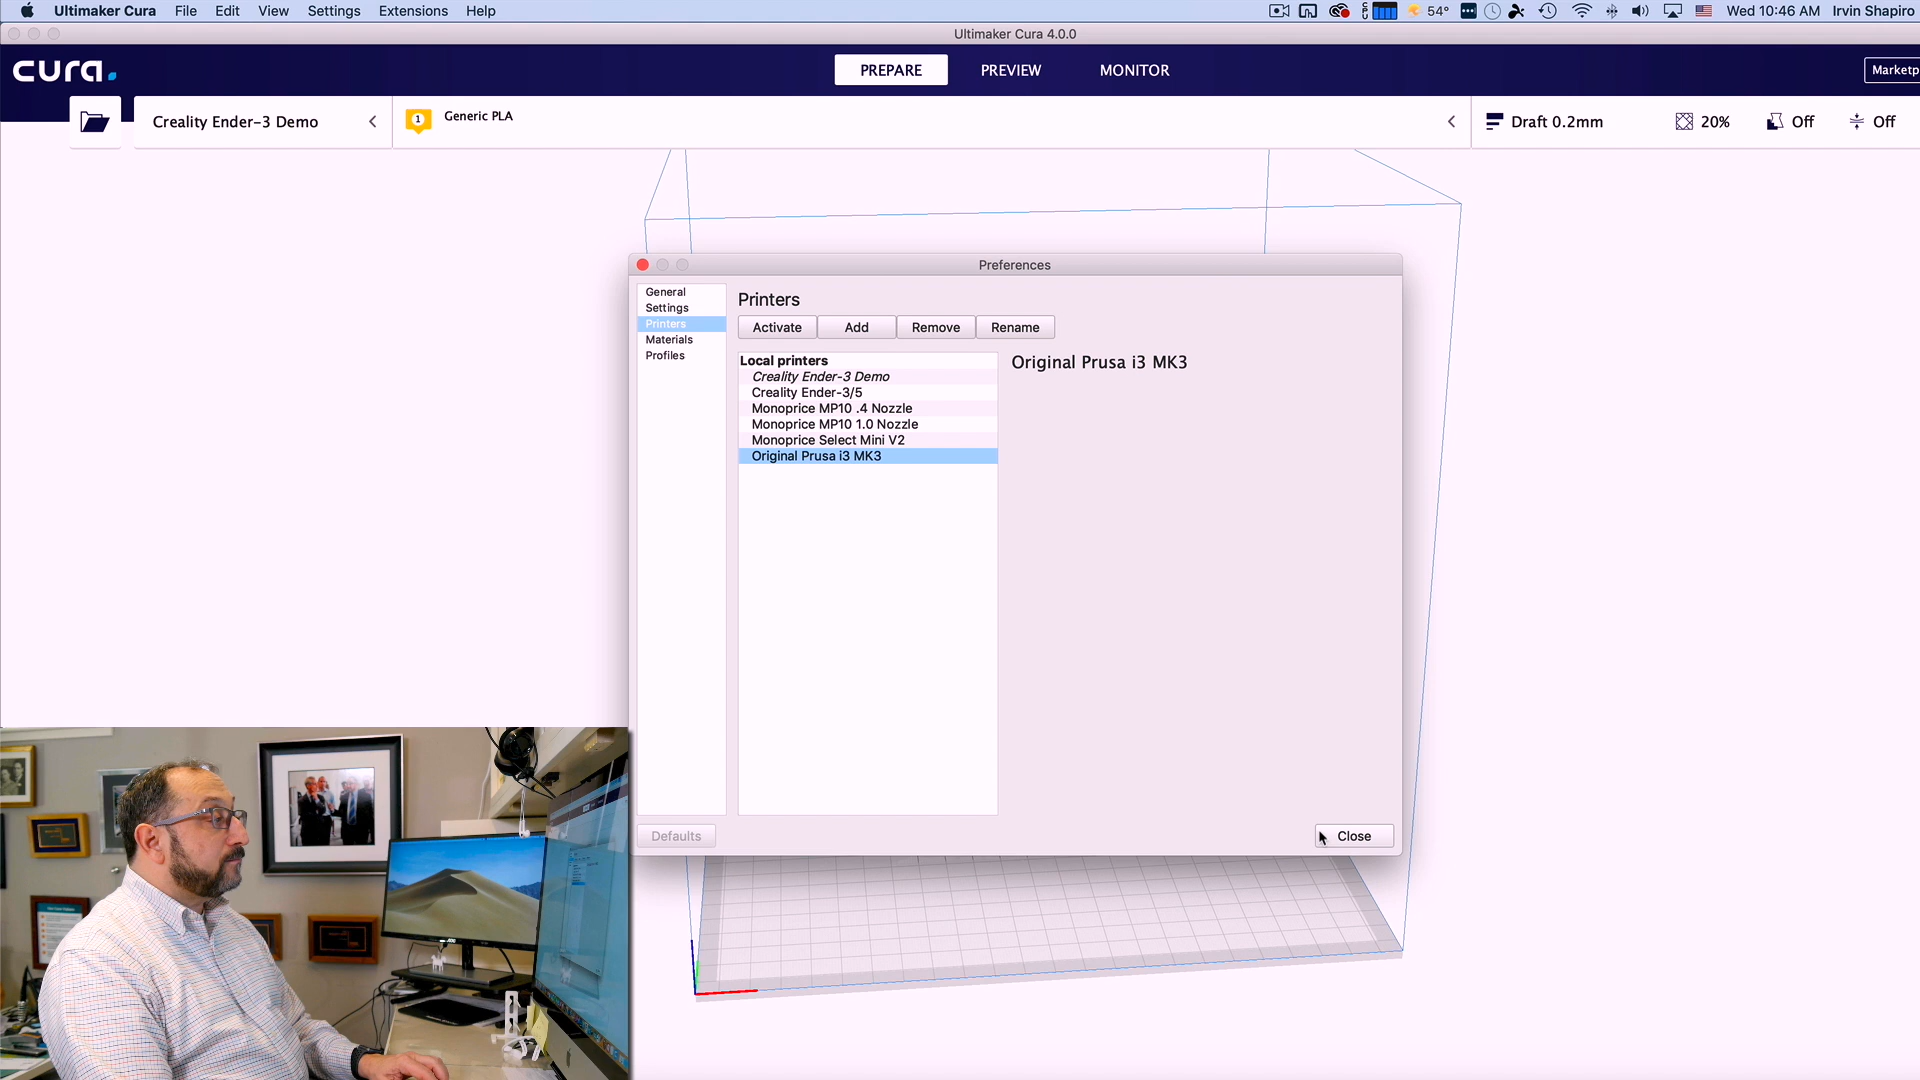 Ultimaker Cura File Edit View Settings Extensions Help 54° Wed 10:46 AM Irvin Shapiro
Ultimaker Cura 4.0.0
cura. PREPARE PREVIEW MONITOR Marketp
Creality Ender-3 Demo 1 Generic PLA Draft 0.2mm 20% Off Off
Preferences
General
Settings
Printers
Materials
Profiles
Printers
Activate Add Remove Rename
Local printers
Creality Ender-3 Demo
Creality Ender-3/5
Monoprice MP10 .4 Nozzle
Monoprice MP10 1.0 Nozzle
Monoprice Select Mini V2
Original Prusa i3 MK3
Original Prusa i3 MK3
Defaults Close